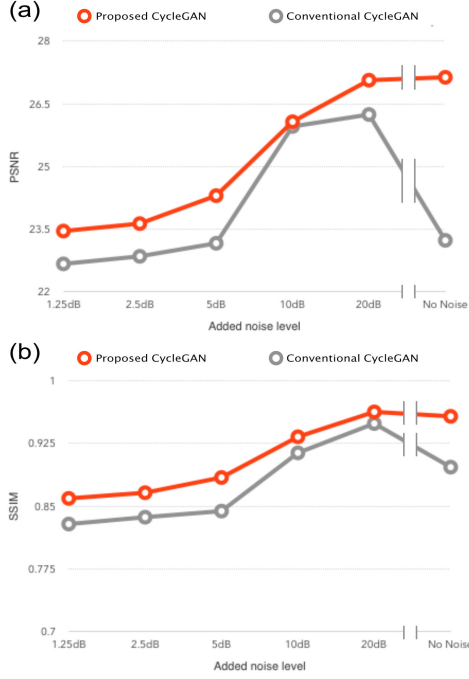 (a)
Proposed CycleGAN Conventional CycleGAN
28
26.5
25
23.5
22
PSNR
1.25dB 2.5dB 5dB 10dB 20dB No Noise
Added noise level
(b)
Proposed CycleGAN Conventional CycleGAN
1
0.925
0.85
0.775
0.7
SSIM
1.25dB 2.5dB 5dB 10dB 20dB No Noise
Added noise level